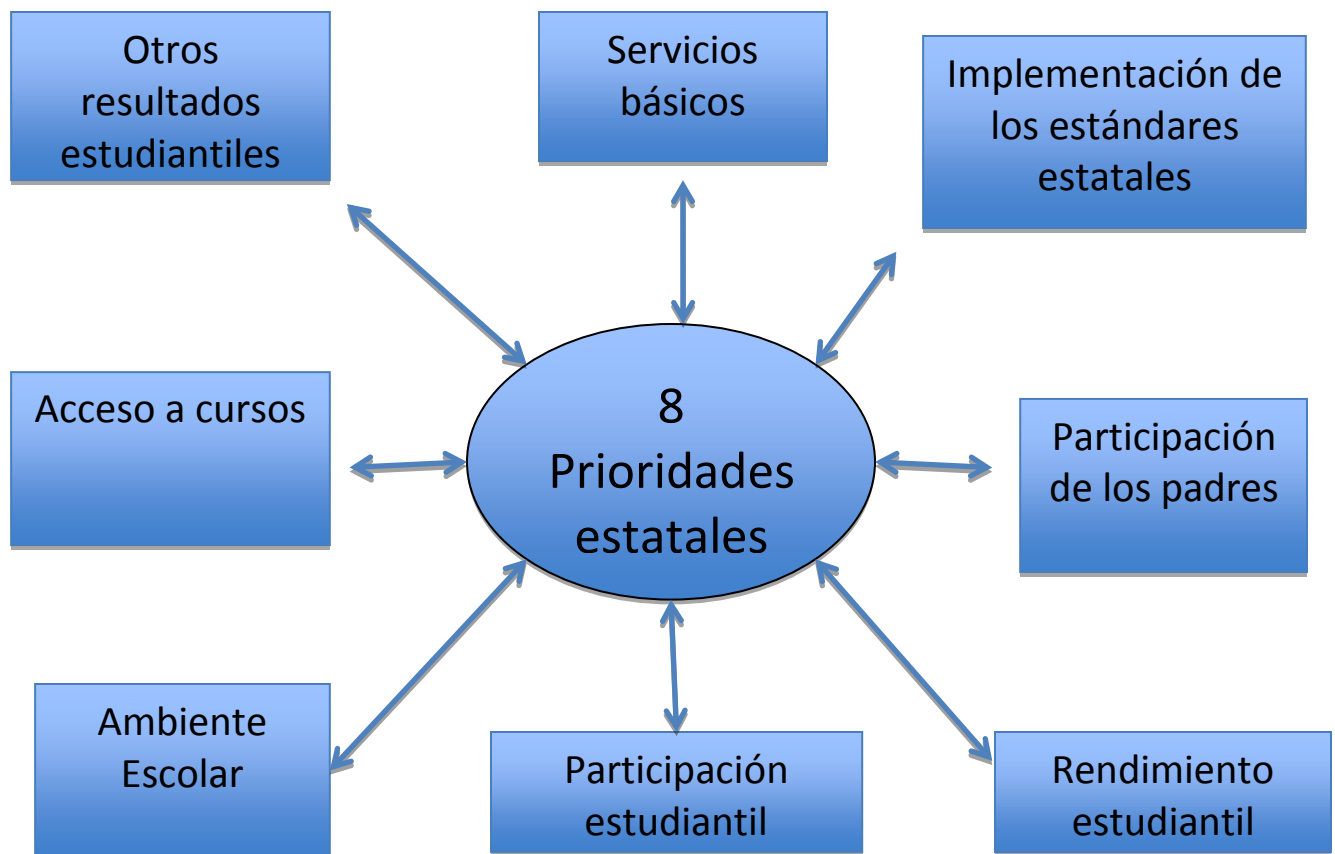 Otros
resultados
estudiantiles
Servicios
básicos
Implementación de
los estándares
estatales
Acceso a cursos
8
Prioridades
estatales
Participación
de los padres
Ambiente
Escolar
Participación
estudiantil
Rendimiento
estudiantil